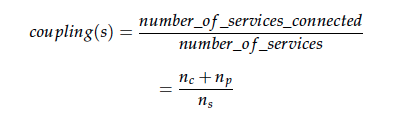 coupling(s) = number_of_services_connected / number_of_services
= n_c + n_p / n_s